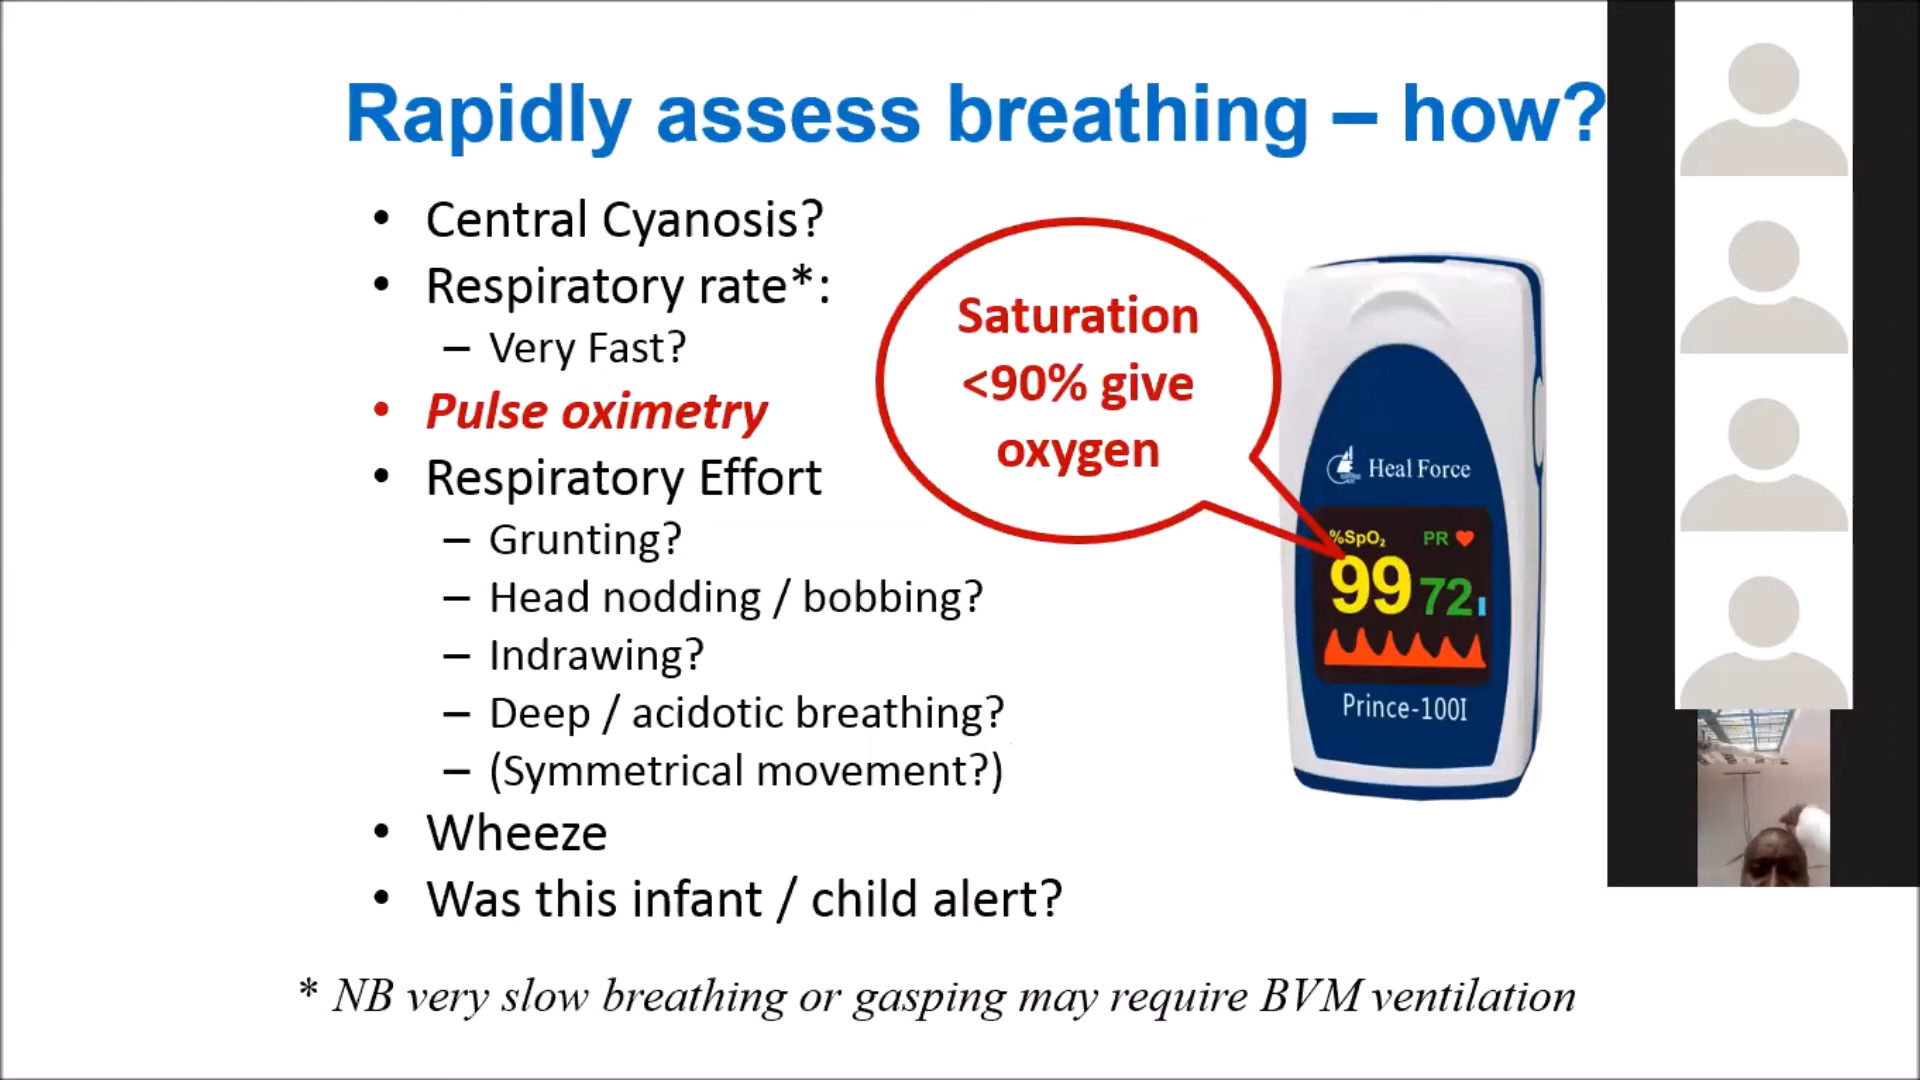 Rapidly assess breathing – how?
• Central Cyanosis?
• Respiratory rate*:
– Very Fast?
• Pulse oximetry
• Respiratory Effort
– Grunting?
– Head nodding / bobbing?
– Indrawing?
– Deep / acidotic breathing?
– (Symmetrical movement?)
• Wheeze
• Was this infant / child alert?
Saturation
<90% give
oxygen
Heal Force
%SpO₂ PR
99 72
Prince-100I
* NB very slow breathing or gasping may require BVM ventilation